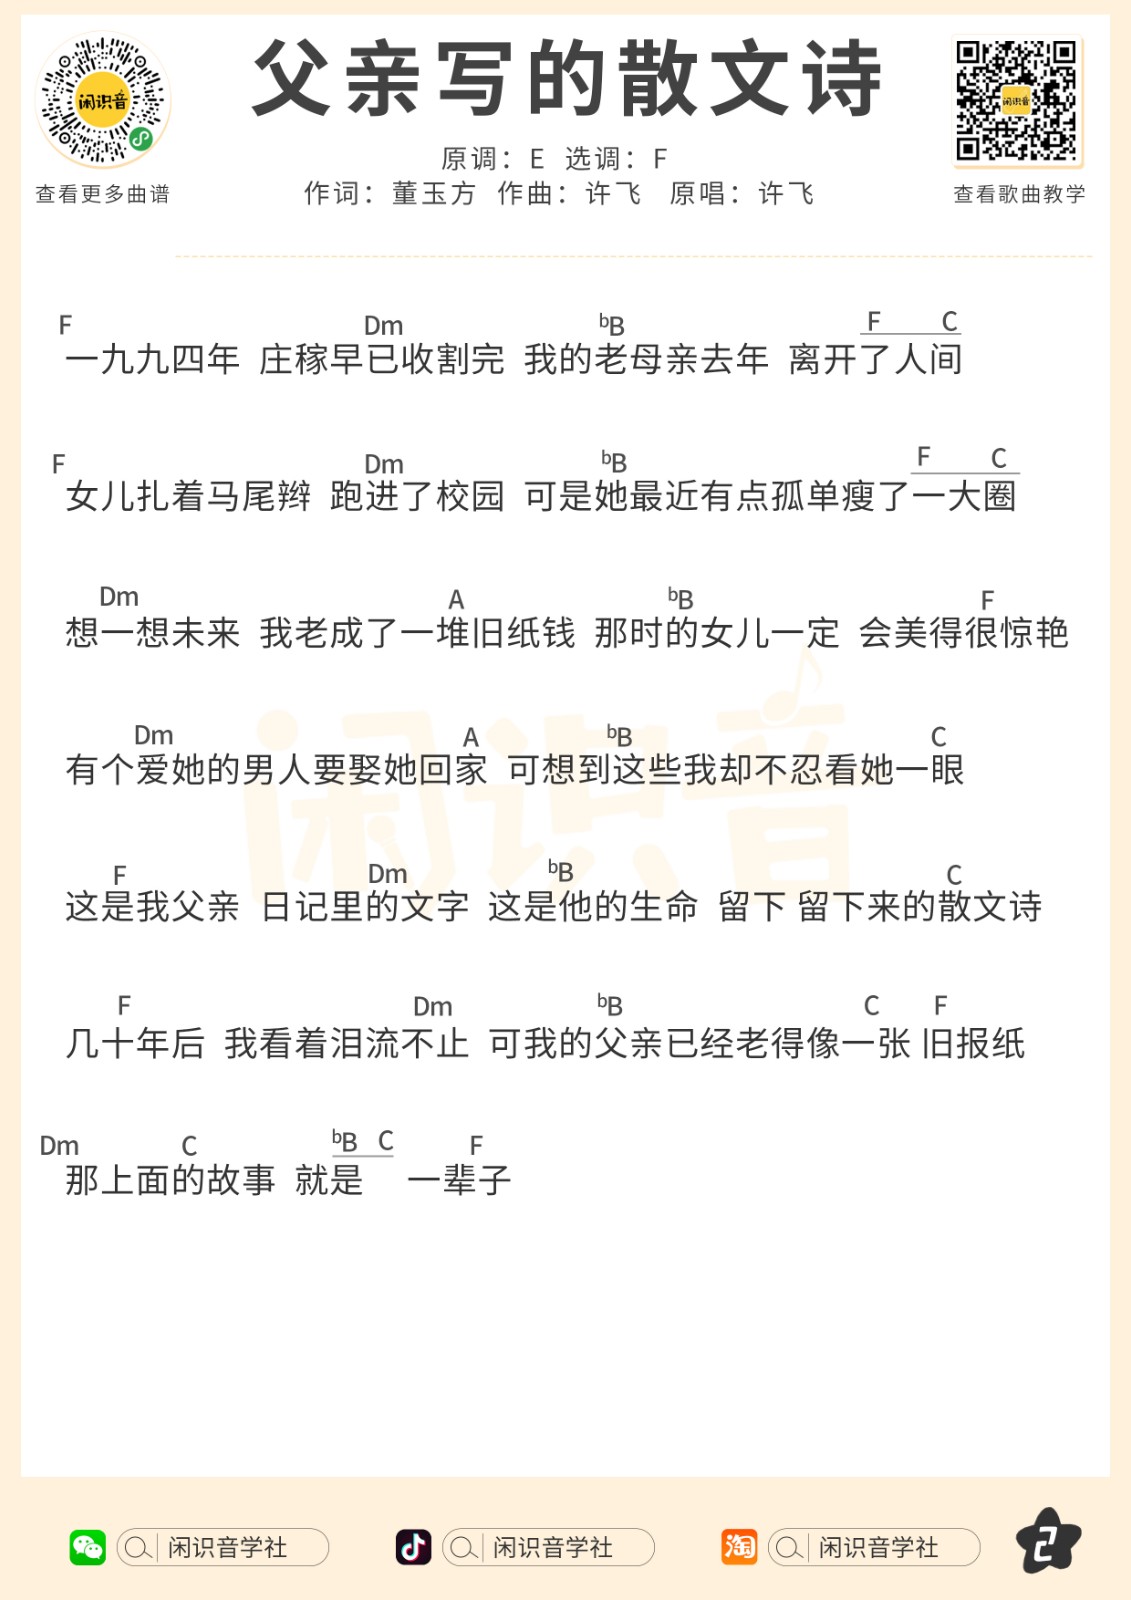 闲识音
父亲写的散文诗
闲识音
原调：E 选调：F
查看更多曲谱
作词：董玉方 作曲：许飞 原唱：许飞
查看歌曲教学
F Dm ᵇB F C
一九九四年 庄稼早已收割完 我的老母亲去年 离开了人间
F Dm ᵇB F C
女儿扎着马尾辫 跑进了校园 可是她最近有点孤单瘦了一大圈
Dm A ᵇB F
想一想未来 我老成了一堆旧纸钱 那时的女儿一定 会美得很惊艳
Dm A ᵇB C
有个爱她的男人要娶她回家 可想到这些我却不忍看她一眼
闲识音
F Dm ᵇB C
这是我父亲 日记里的文字 这是他的生命 留下 留下来的散文诗
F Dm ᵇB C F
几十年后 我看着泪流不止 可我的父亲已经老得像一张 旧报纸
Dm C ᵇB C F
那上面的故事 就是 一辈子
闲识音学社 闲识音学社 淘 闲识音学社 2